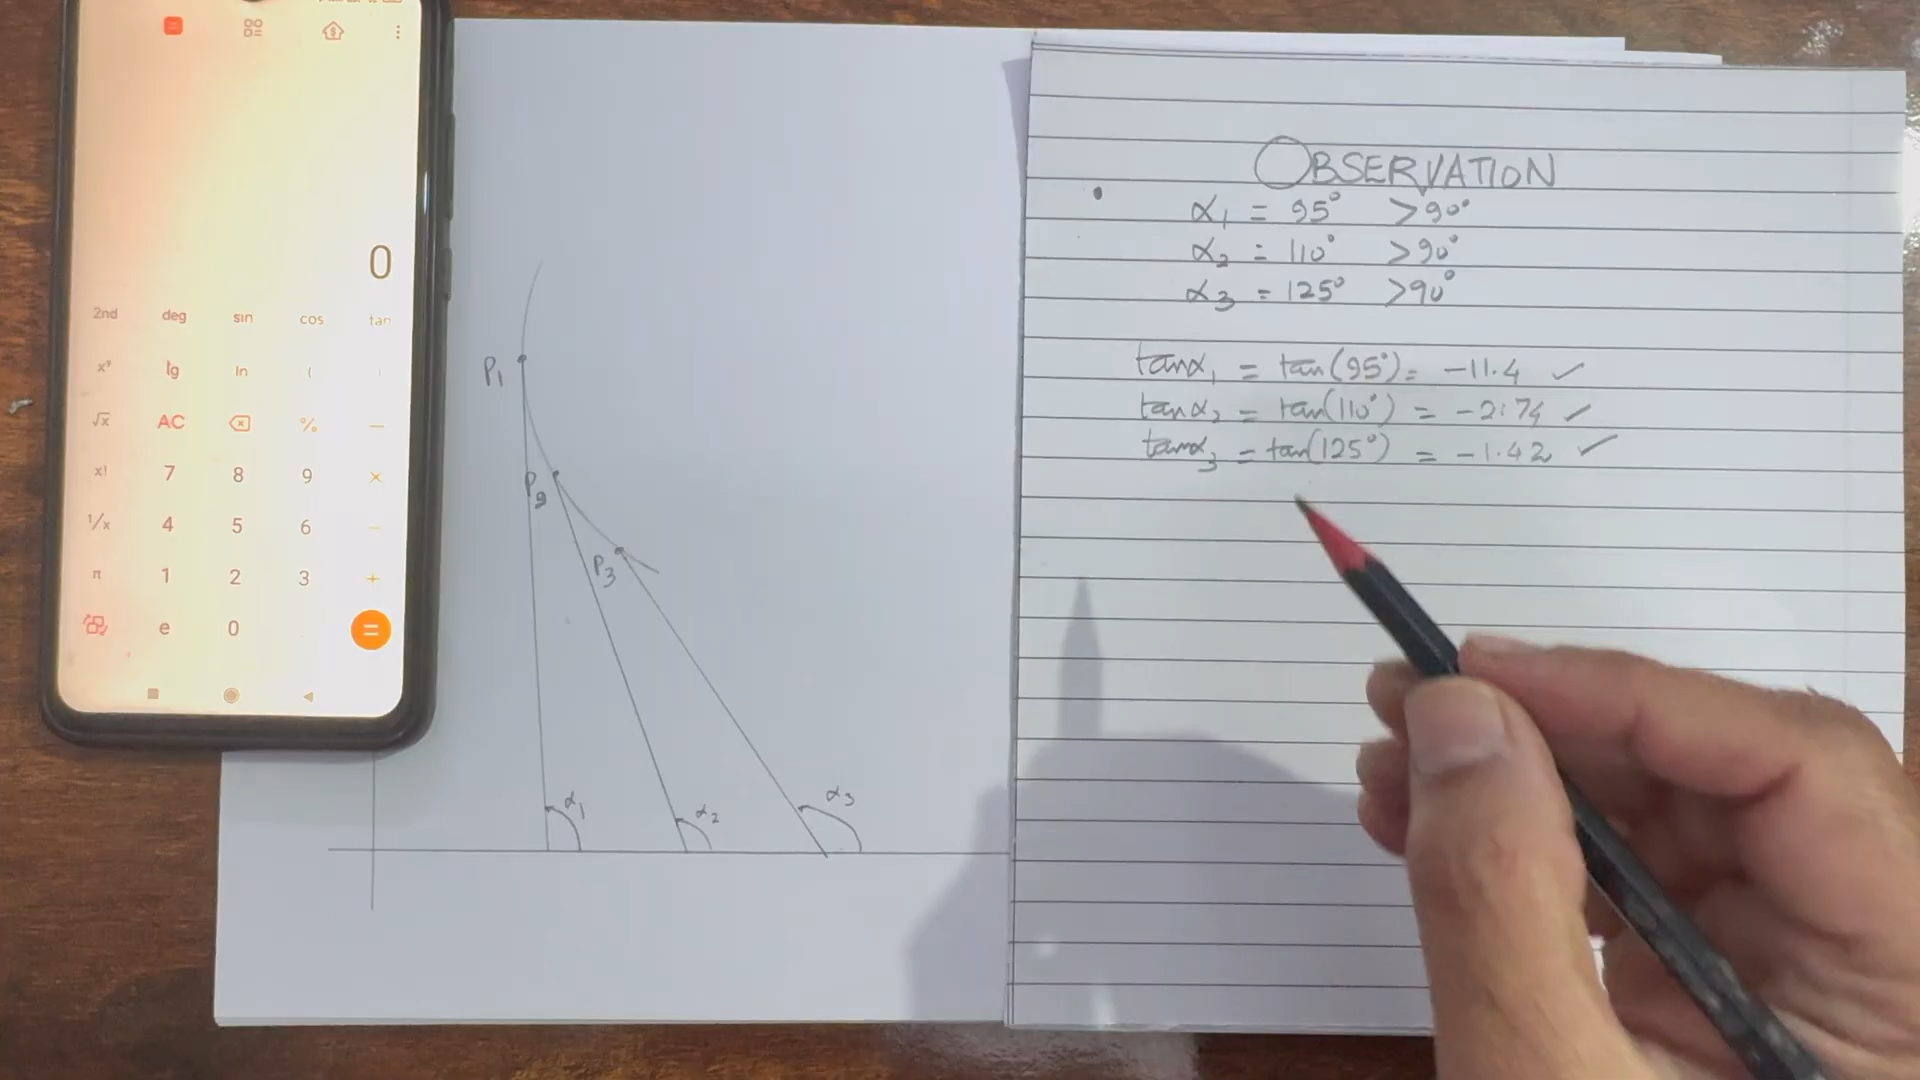 0
2nd deg sin cos tan
xʸ lg ln (
√x AC % −
x! 7 8 9 ×
1/x 4 5 6 −
π 1 2 3 +
e 0 =
P₁
P₂
P₃
α₁
α₂
α₃
OBSERVATION
α₁ = 95° >90°
α₂ = 110° >90°
α₃ = 125° >90°
tanα₁ = tan(95°) = -11.4 ✓
tanα₂ = tan(110°) = -2.74 ✓
tanα₃ = tan(125°) = -1.42 ✓